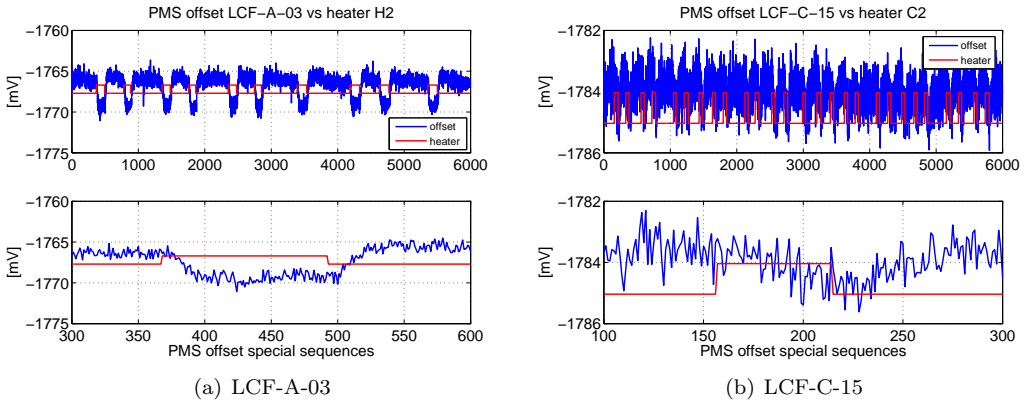 PMS offset LCF−A−03 vs heater H2
−1760
−1765
−1770
−1775
[mV]
0 1000 2000 3000 4000 5000 6000
offset
heater
−1760
−1765
−1770
−1775
[mV]
300 350 400 450 500 550 600
PMS offset special sequences
(a) LCF-A-03
PMS offset LCF−C−15 vs heater C2
−1782
−1784
−1786
[mV]
0 1000 2000 3000 4000 5000 6000
offset
heater
−1782
−1784
−1786
[mV]
100 150 200 250 300
PMS offset special sequences
(b) LCF-C-15